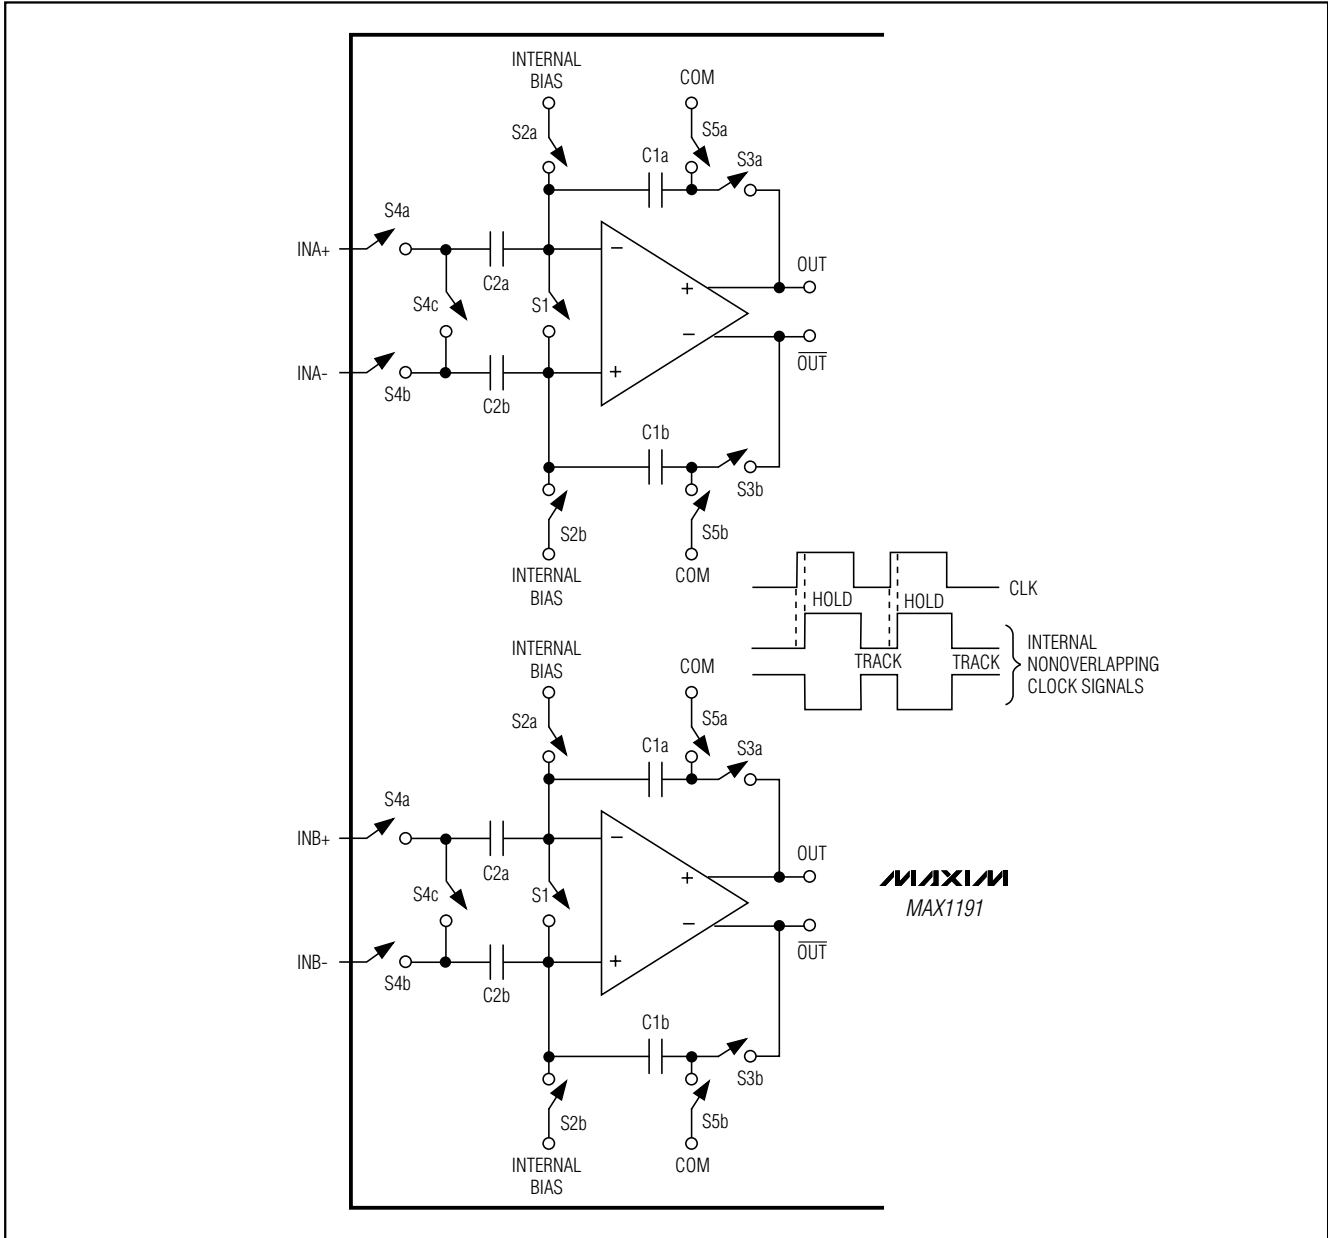 INTERNAL
BIAS
COM
S2a
S5a
C1a
S3a
S4a
INA+
−
C2a
OUT
+
S4c
S1
−
OUT
INA-
+
S4b
C2b
C1b
S3b
S2b
S5b
INTERNAL
BIAS
COM
CLK
HOLD
HOLD
INTERNAL
NONOVERLAPPING
CLOCK SIGNALS
TRACK
TRACK
INTERNAL
BIAS
COM
S2a
S5a
C1a
S3a
S4a
INB+
−
C2a
OUT
+
S4c
S1
−
OUT
INB-
+
S4b
C2b
MAXIM
MAX1191
C1b
S3b
S2b
S5b
INTERNAL
BIAS
COM